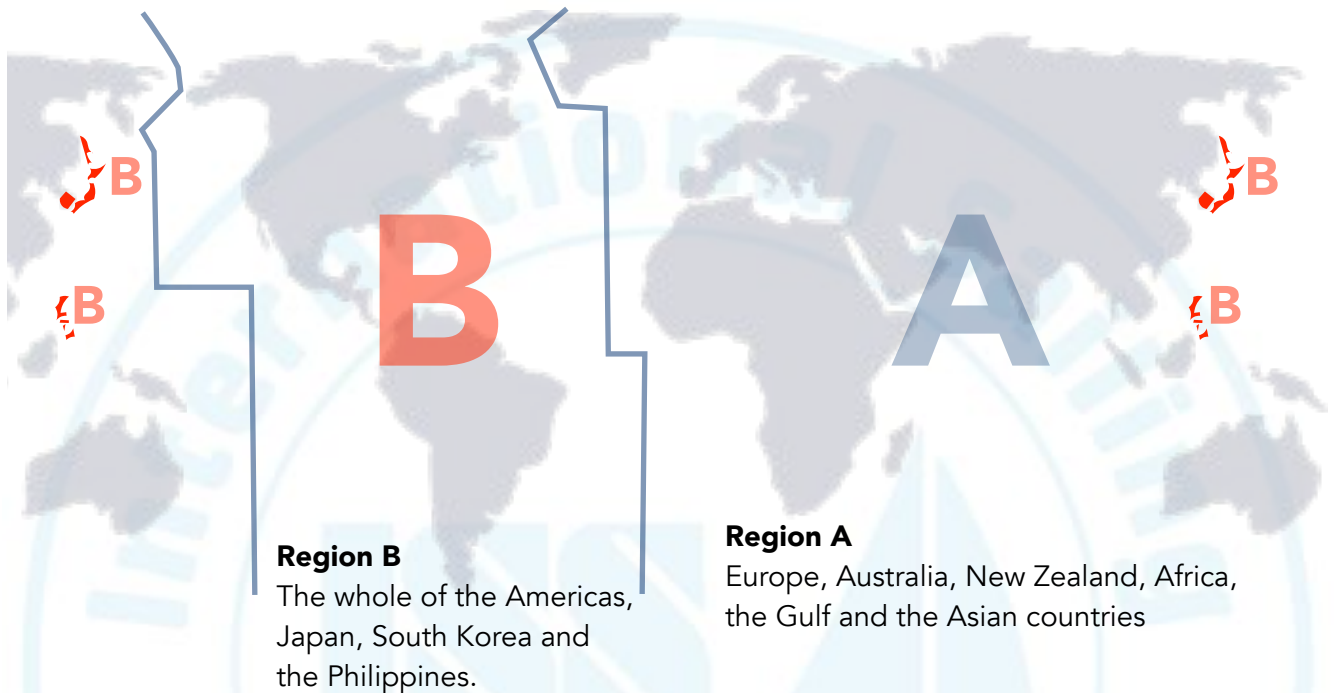 B
B
B
B
B
A
Region B
The whole of the Americas,
Japan, South Korea and
the Philippines.
Region A
Europe, Australia, New Zealand, Africa,
the Gulf and the Asian countries
International